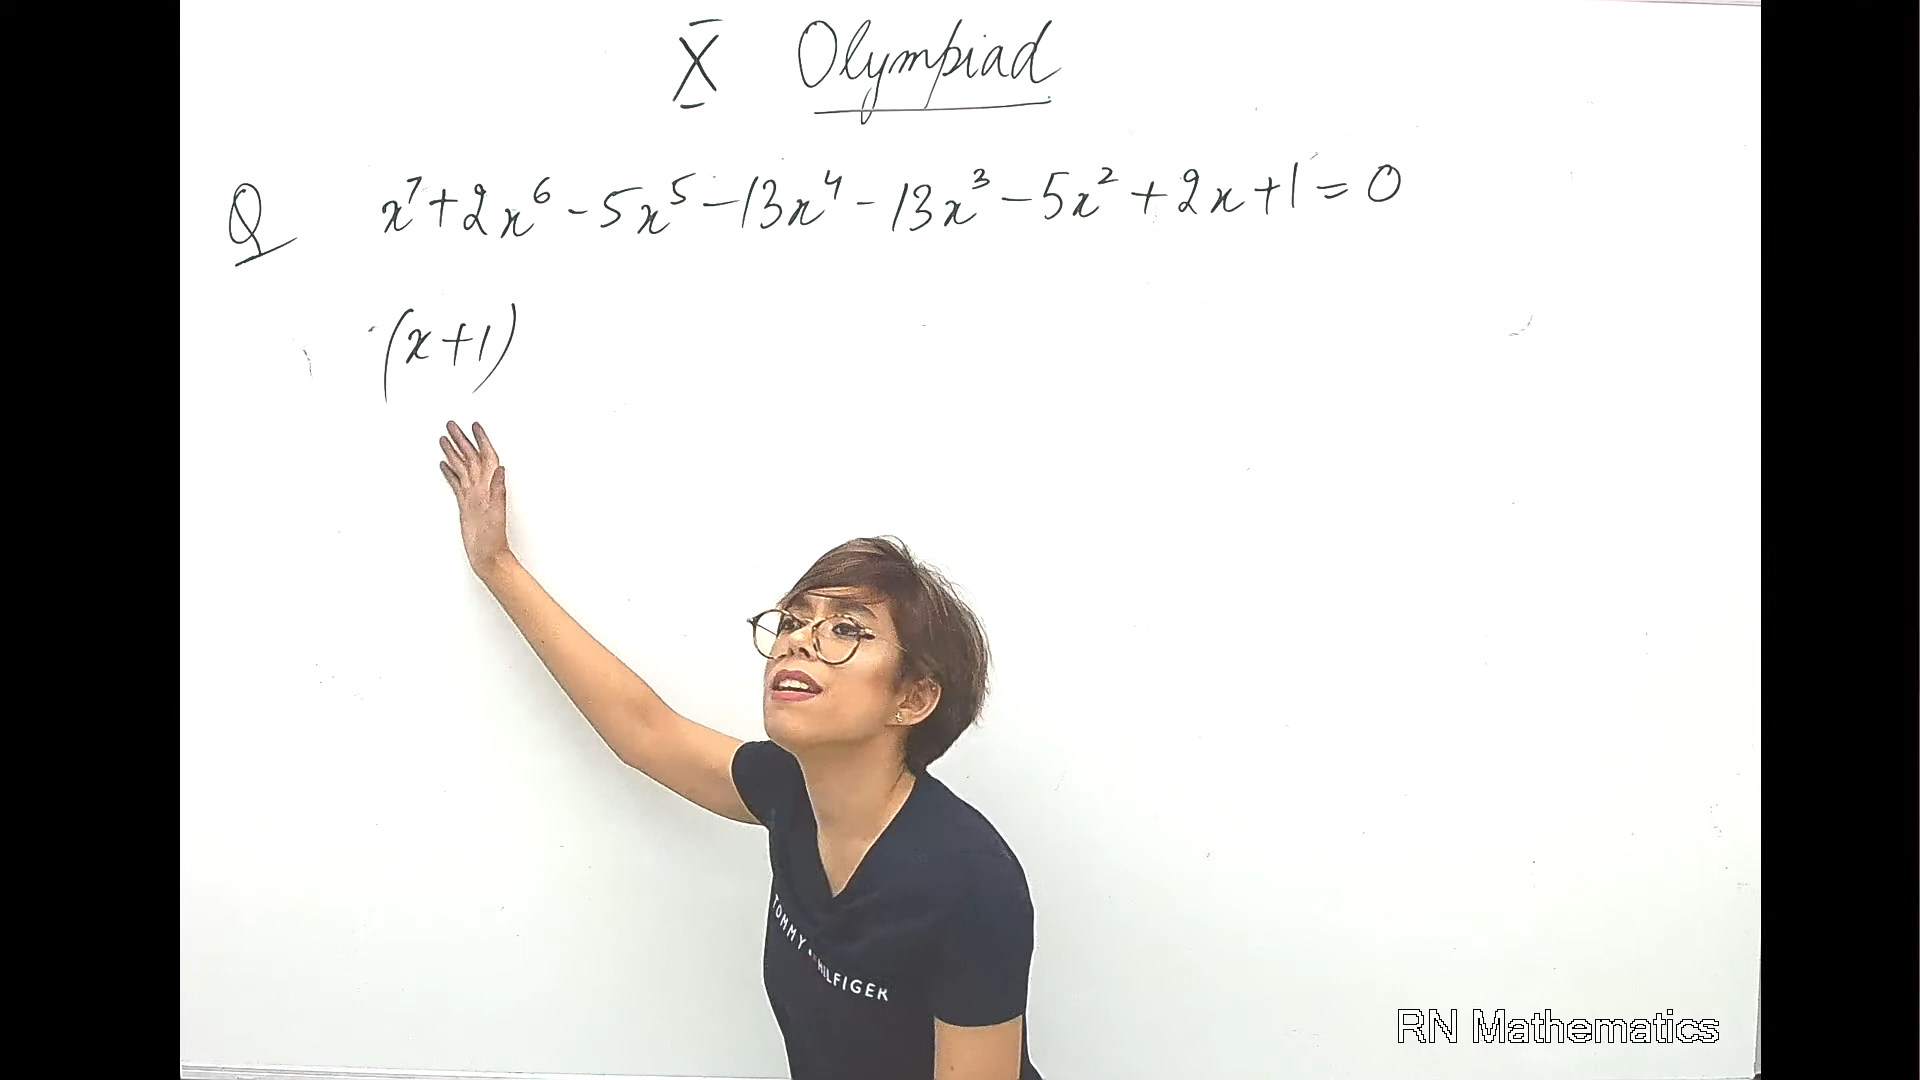 X Olympiad
Q x⁷+2x⁶-5x⁵-13x⁴-13x³-5x²+2x+1=0
(x+1)
TOMMY HILFIGER
RN Mathematics